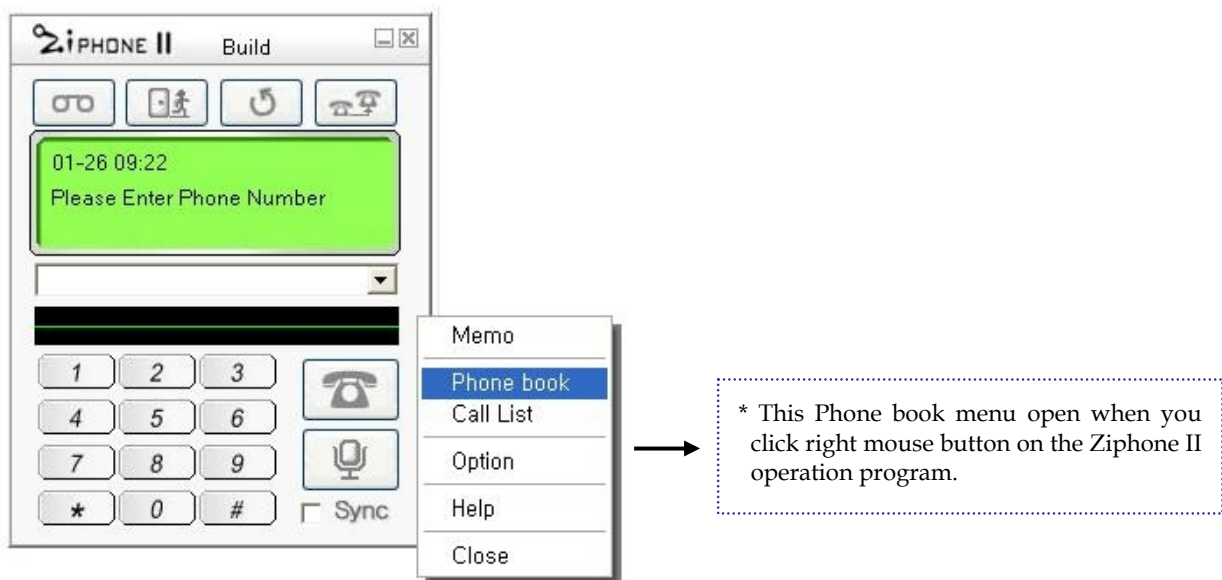 ZiPHONE II Build
01-26 09:22
Please Enter Phone Number
1 2 3
4 5 6
7 8 9
* 0 #
Sync
Memo
Phone book
Call List
Option
Help
Close
* This Phone book menu open when you
click right mouse button on the Ziphone II
operation program.